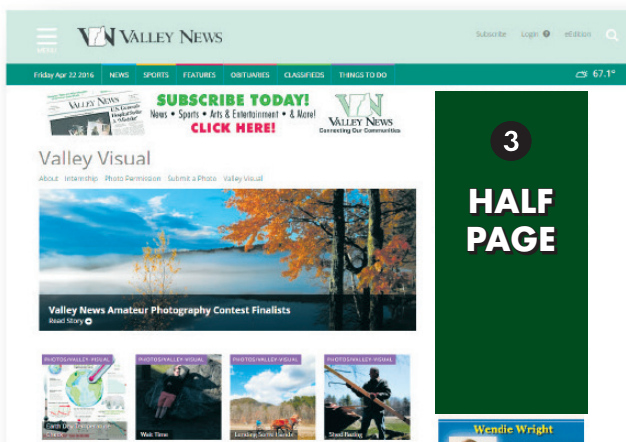 VALLEY NEWS
Subscribe Login eEdition
MENU
Friday Apr 22 2016 NEWS SPORTS FEATURES OBITUARIES CLASSIFIEDS THINGS TO DO 67.1°
VALLEY NEWS
SUBSCRIBE TODAY!
News • Sports • Arts & Entertainment • & More!
CLICK HERE!
VALLEY NEWS
Connecting Our Communities
Valley Visual
About Internship Photo Permission Submit a Photo Valley Visual
Valley News Amateur Photography Contest Finalists
Read Story
3
HALF
PAGE
PHOTOS/VALLEY-VISUAL PHOTOS/VALLEY-VISUAL PHOTOS/VALLEY-VISUAL PHOTOS/VALLEY-VISUAL
Wait Time
Wendie Wright